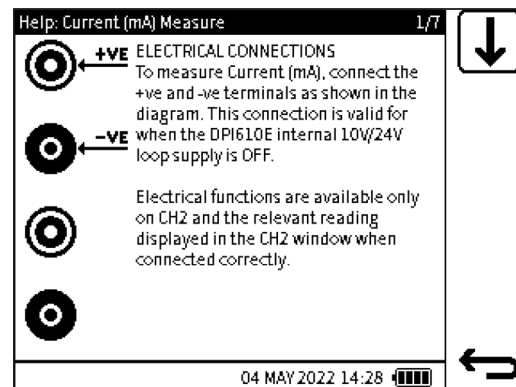 Help: Current (mA) Measure 1/7
+VE ELECTRICAL CONNECTIONS
To measure Current (mA), connect the
+ve and -ve terminals as shown in the
diagram. This connection is valid for
-VE when the DPI610E internal 10V/24V
loop supply is OFF.
Electrical functions are available only
on CH2 and the relevant reading
displayed in the CH2 window when
connected correctly.
04 MAY 2022 14:28